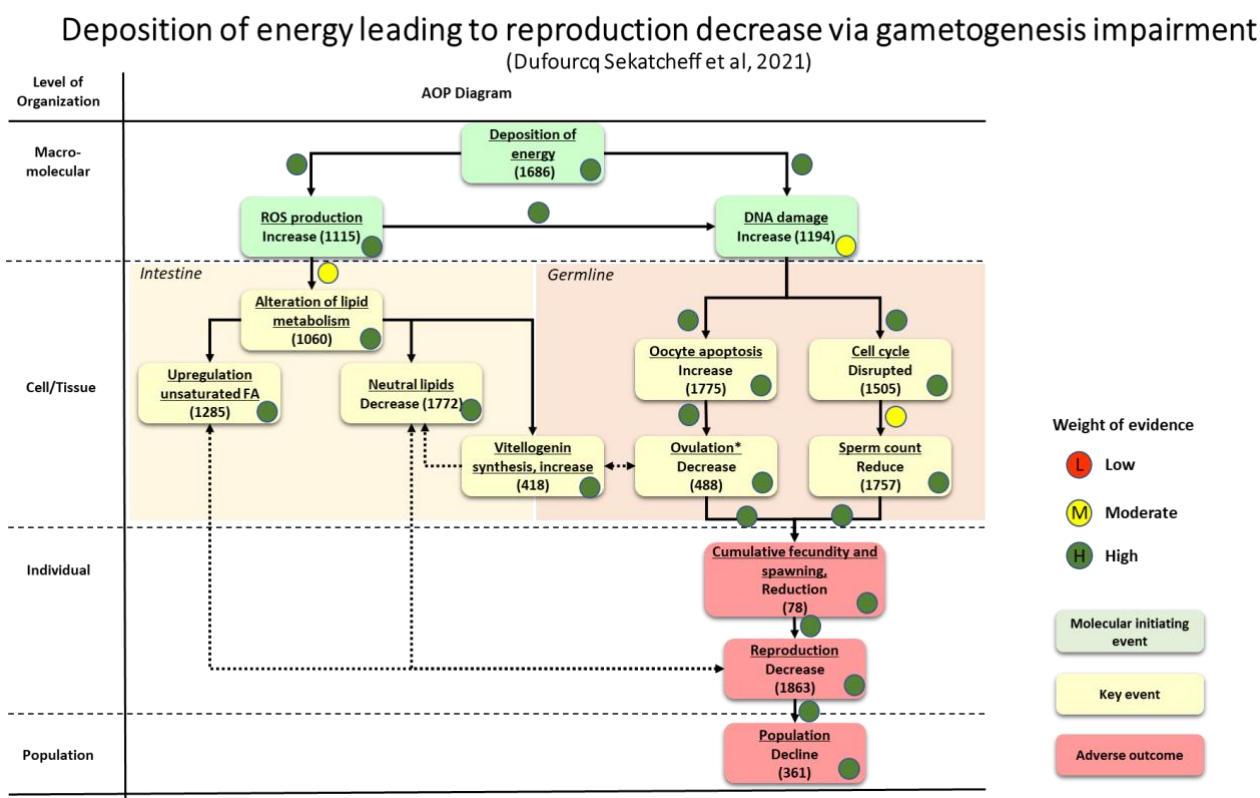 Deposition of energy leading to reproduction decrease via gametogenesis impairment
(Dufourcq Sekatcheff et al, 2021)
Level of
Organization
AOP Diagram
Macro-
molecular
Deposition of
energy
(1686)
ROS production
Increase (1115)
DNA damage
Increase (1194)
Intestine
Germline
Cell/Tissue
Alteration of lipid
metabolism
(1060)
Upregulation
unsaturated FA
(1285)
Neutral lipids
Decrease (1772)
Vitellogenin
synthesis, increase
(418)
Oocyte apoptosis
Increase
(1775)
Cell cycle
Disrupted
(1505)
Ovulation*
Decrease
(488)
Sperm count
Reduce
(1757)
Individual
Cumulative fecundity and
spawning,
Reduction
(78)
Reproduction
Decrease
(1863)
Population
Population
Decline
(361)
Weight of evidence
L Low
M Moderate
H High
Molecular initiating
event
Key event
Adverse outcome